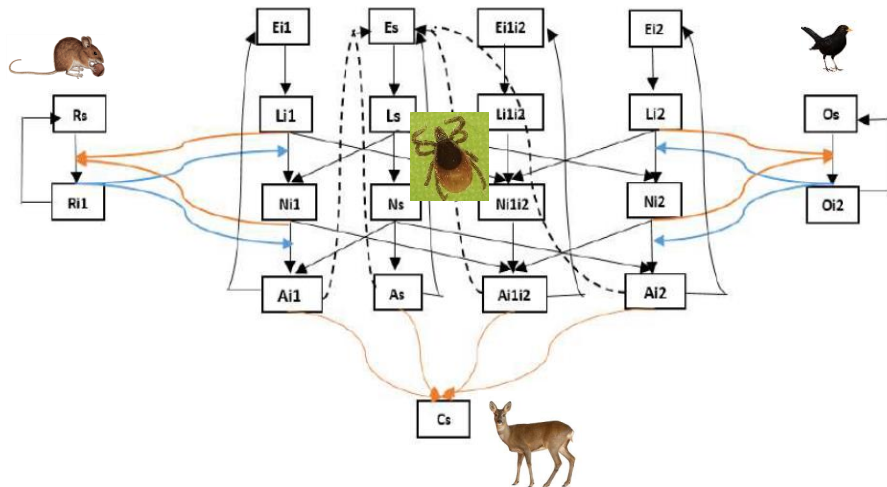 Ei1 Es Ei1i2 Ei2
Rs Li1 Ls Li1i2 Li2 Os
Ri1 Ni1 Ns Ni1i2 Ni2 Oi2
Ai1 As Ai1i2 Ai2
Cs